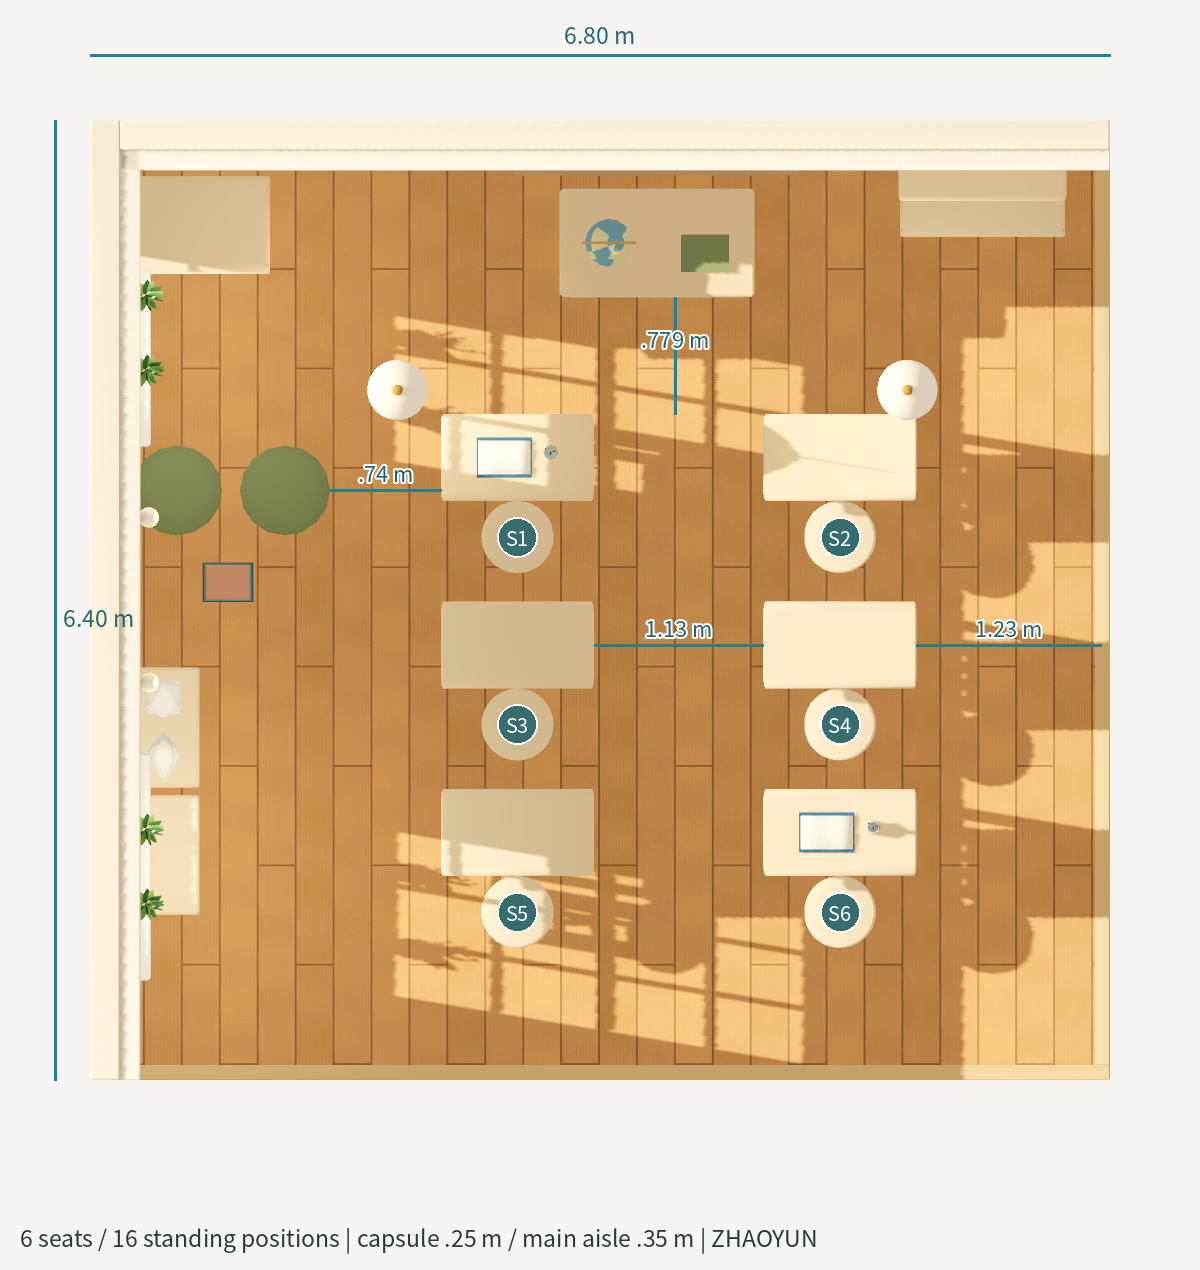 6.80 m
.779 m
.74 m
S1
S2
6.40 m
1.13 m
1.23 m
S3
S4
S5
S6
6 seats / 16 standing positions | capsule .25 m / main aisle .35 m | ZHAOYUN